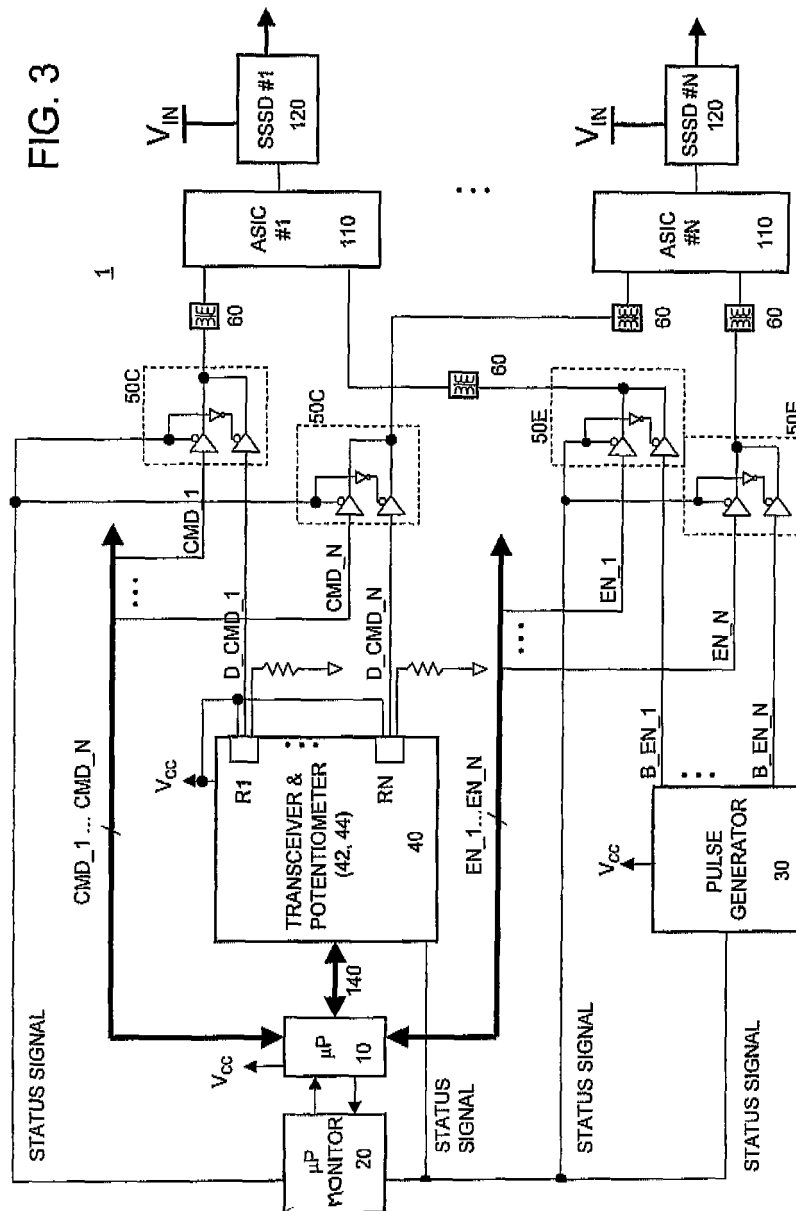 FIG. 3
1
STATUS SIGNAL
CMD_1 ... CMD_N
VCC
µP
MONITOR
20
µP
10
140
STATUS
SIGNAL
VCC
R1
RN
TRANSCEIVER &
POTENTIOMETER
(42, 44)
40
EN_1...EN_N
CMD_1
...
CMD_N
D_CMD_1
...
D_CMD_N
50C
50C
60
60
60
60
ASIC
#1
110
VIN
SSSD #1
120
...
ASIC
#N
110
VIN
SSSD #N
120
50E
50E
EN_1
...
EN_N
B_EN_1
...
B_EN_N
VCC
PULSE
GENERATOR
30
STATUS SIGNAL
STATUS SIGNAL